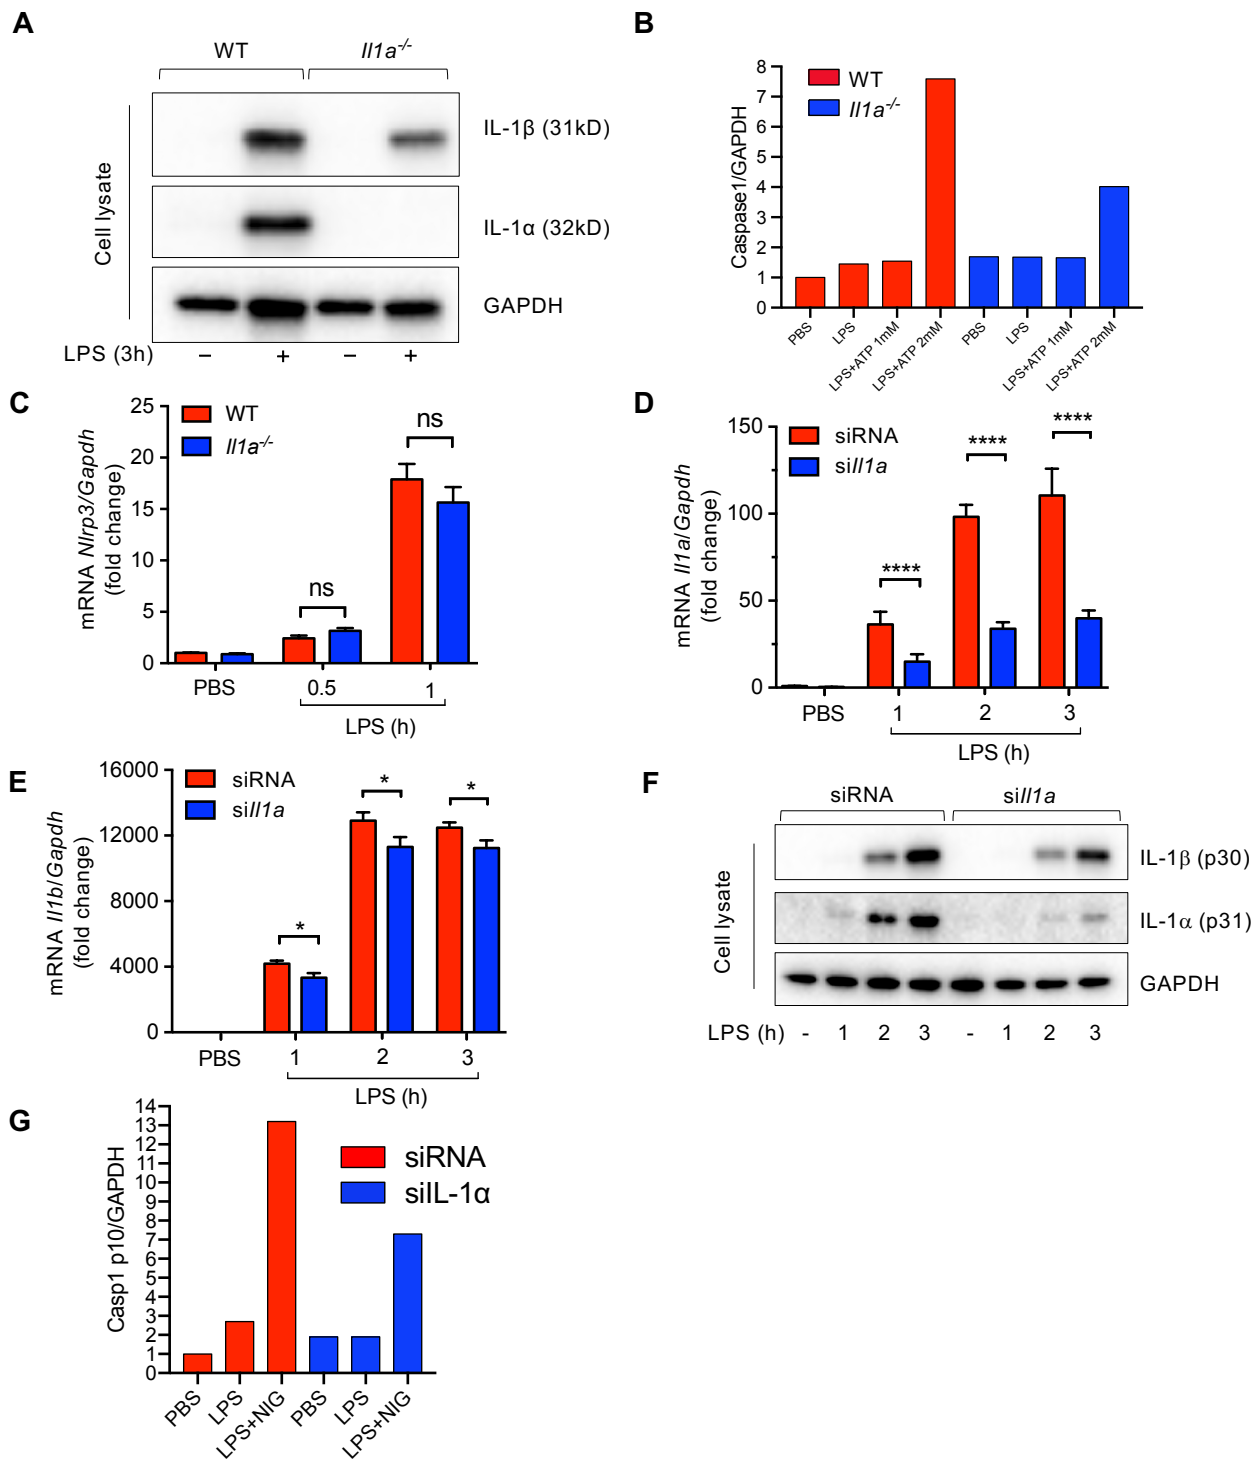 A
WT
Il1a-/-
Cell lysate
IL-1β (31kD)
IL-1α (32kD)
GAPDH
LPS (3h)
− + − +
B
Caspase1/GAPDH
8
7
6
5
4
3
2
1
0
WT
Il1a-/-
PBS
LPS
LPS+ATP 1mM
LPS+ATP 2mM
PBS
LPS
LPS+ATP 1mM
LPS+ATP 2mM
C
mRNA Nlrp3/Gapdh
(fold change)
25
20
15
10
5
0
WT
Il1a-/-
ns
ns
PBS
0.5
1
LPS (h)
D
mRNA Il1a/Gapdh
(fold change)
150
100
50
0
siRNA
siIl1a
****
****
****
PBS
1
2
3
LPS (h)
E
mRNA Il1b/Gapdh
(fold change)
16000
12000
8000
4000
0
siRNA
siIl1a
*
*
*
PBS
1
2
3
LPS (h)
F
siRNA
siIl1a
Cell lysate
IL-1β (p30)
IL-1α (p31)
GAPDH
LPS (h) - 1 2 3 - 1 2 3
G
Casp1 p10/GAPDH
14
13
12
11
10
9
8
7
6
5
4
3
2
1
0
siRNA
siIL-1α
PBS
LPS
LPS+NIG
PBS
LPS
LPS+NIG